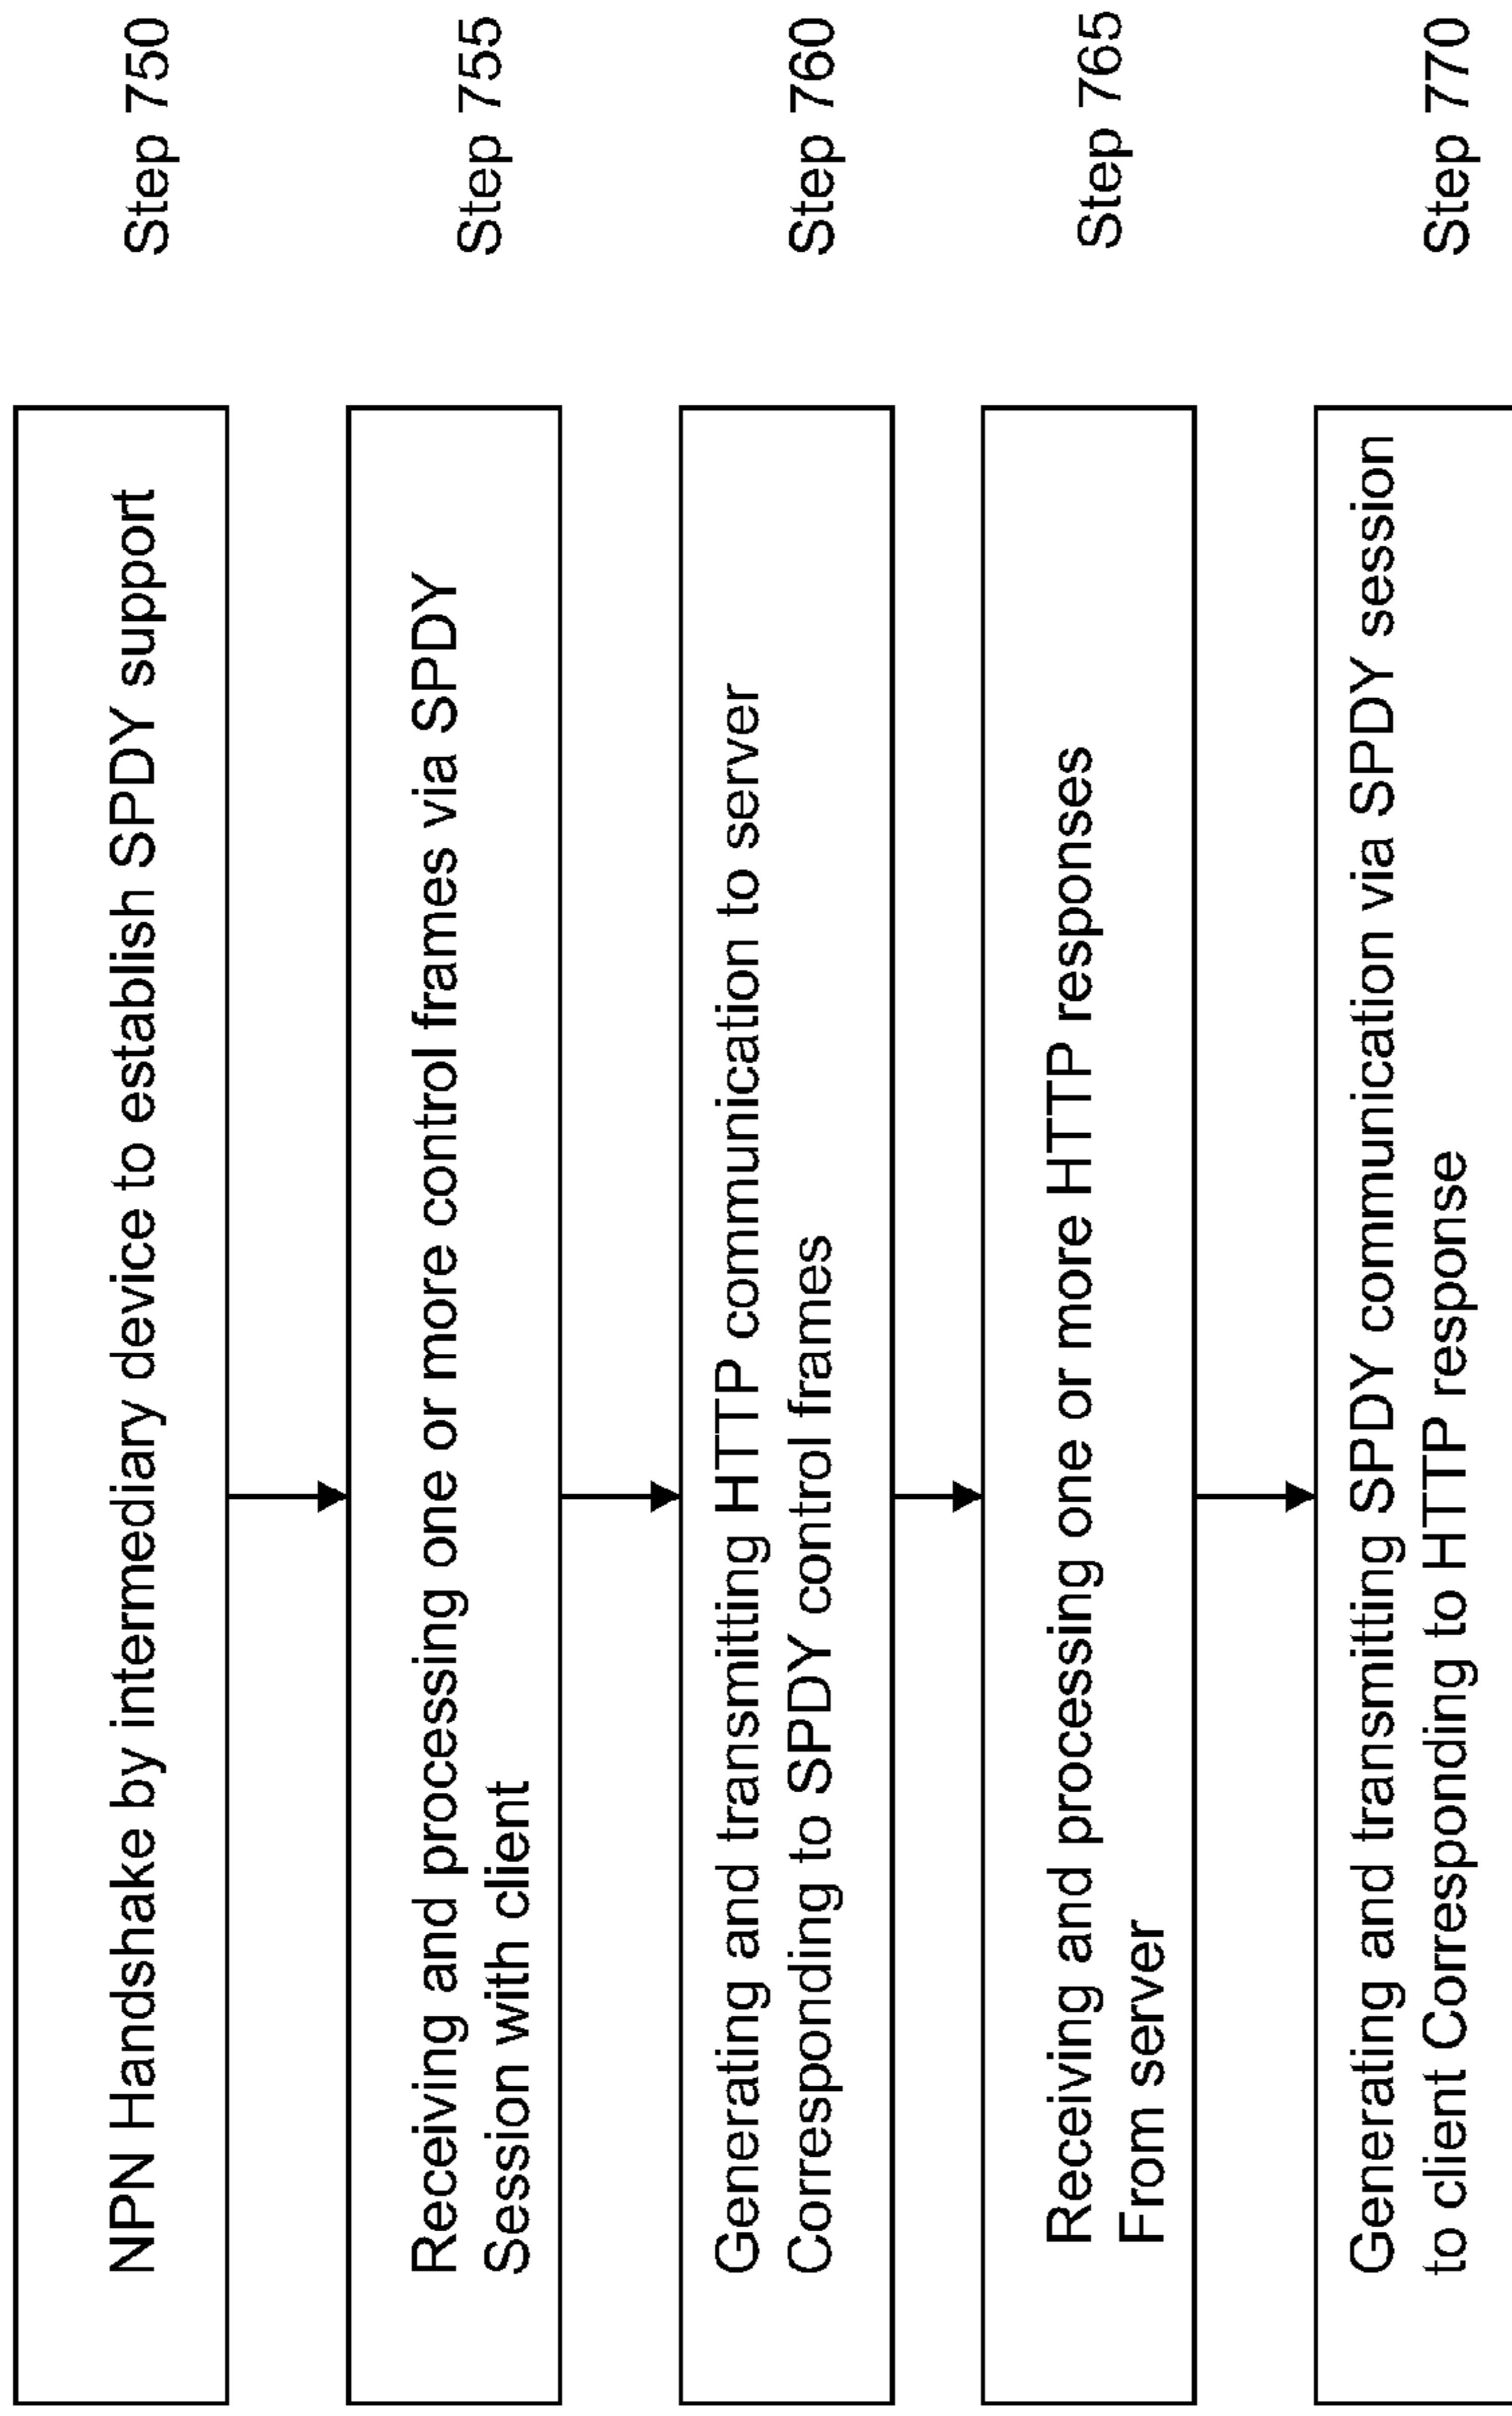 NPN Handshake by intermediary device to establish SPDY support
Step 750
Receiving and processing one or more control frames via SPDY
Session with client
Step 755
Generating and transmitting HTTP communication to server
Corresponding to SPDY control frames
Step 760
Receiving and processing one or more HTTP responses
From server
Step 765
Generating and transmitting SPDY communication via SPDY session
to client Corresponding to HTTP response
Step 770